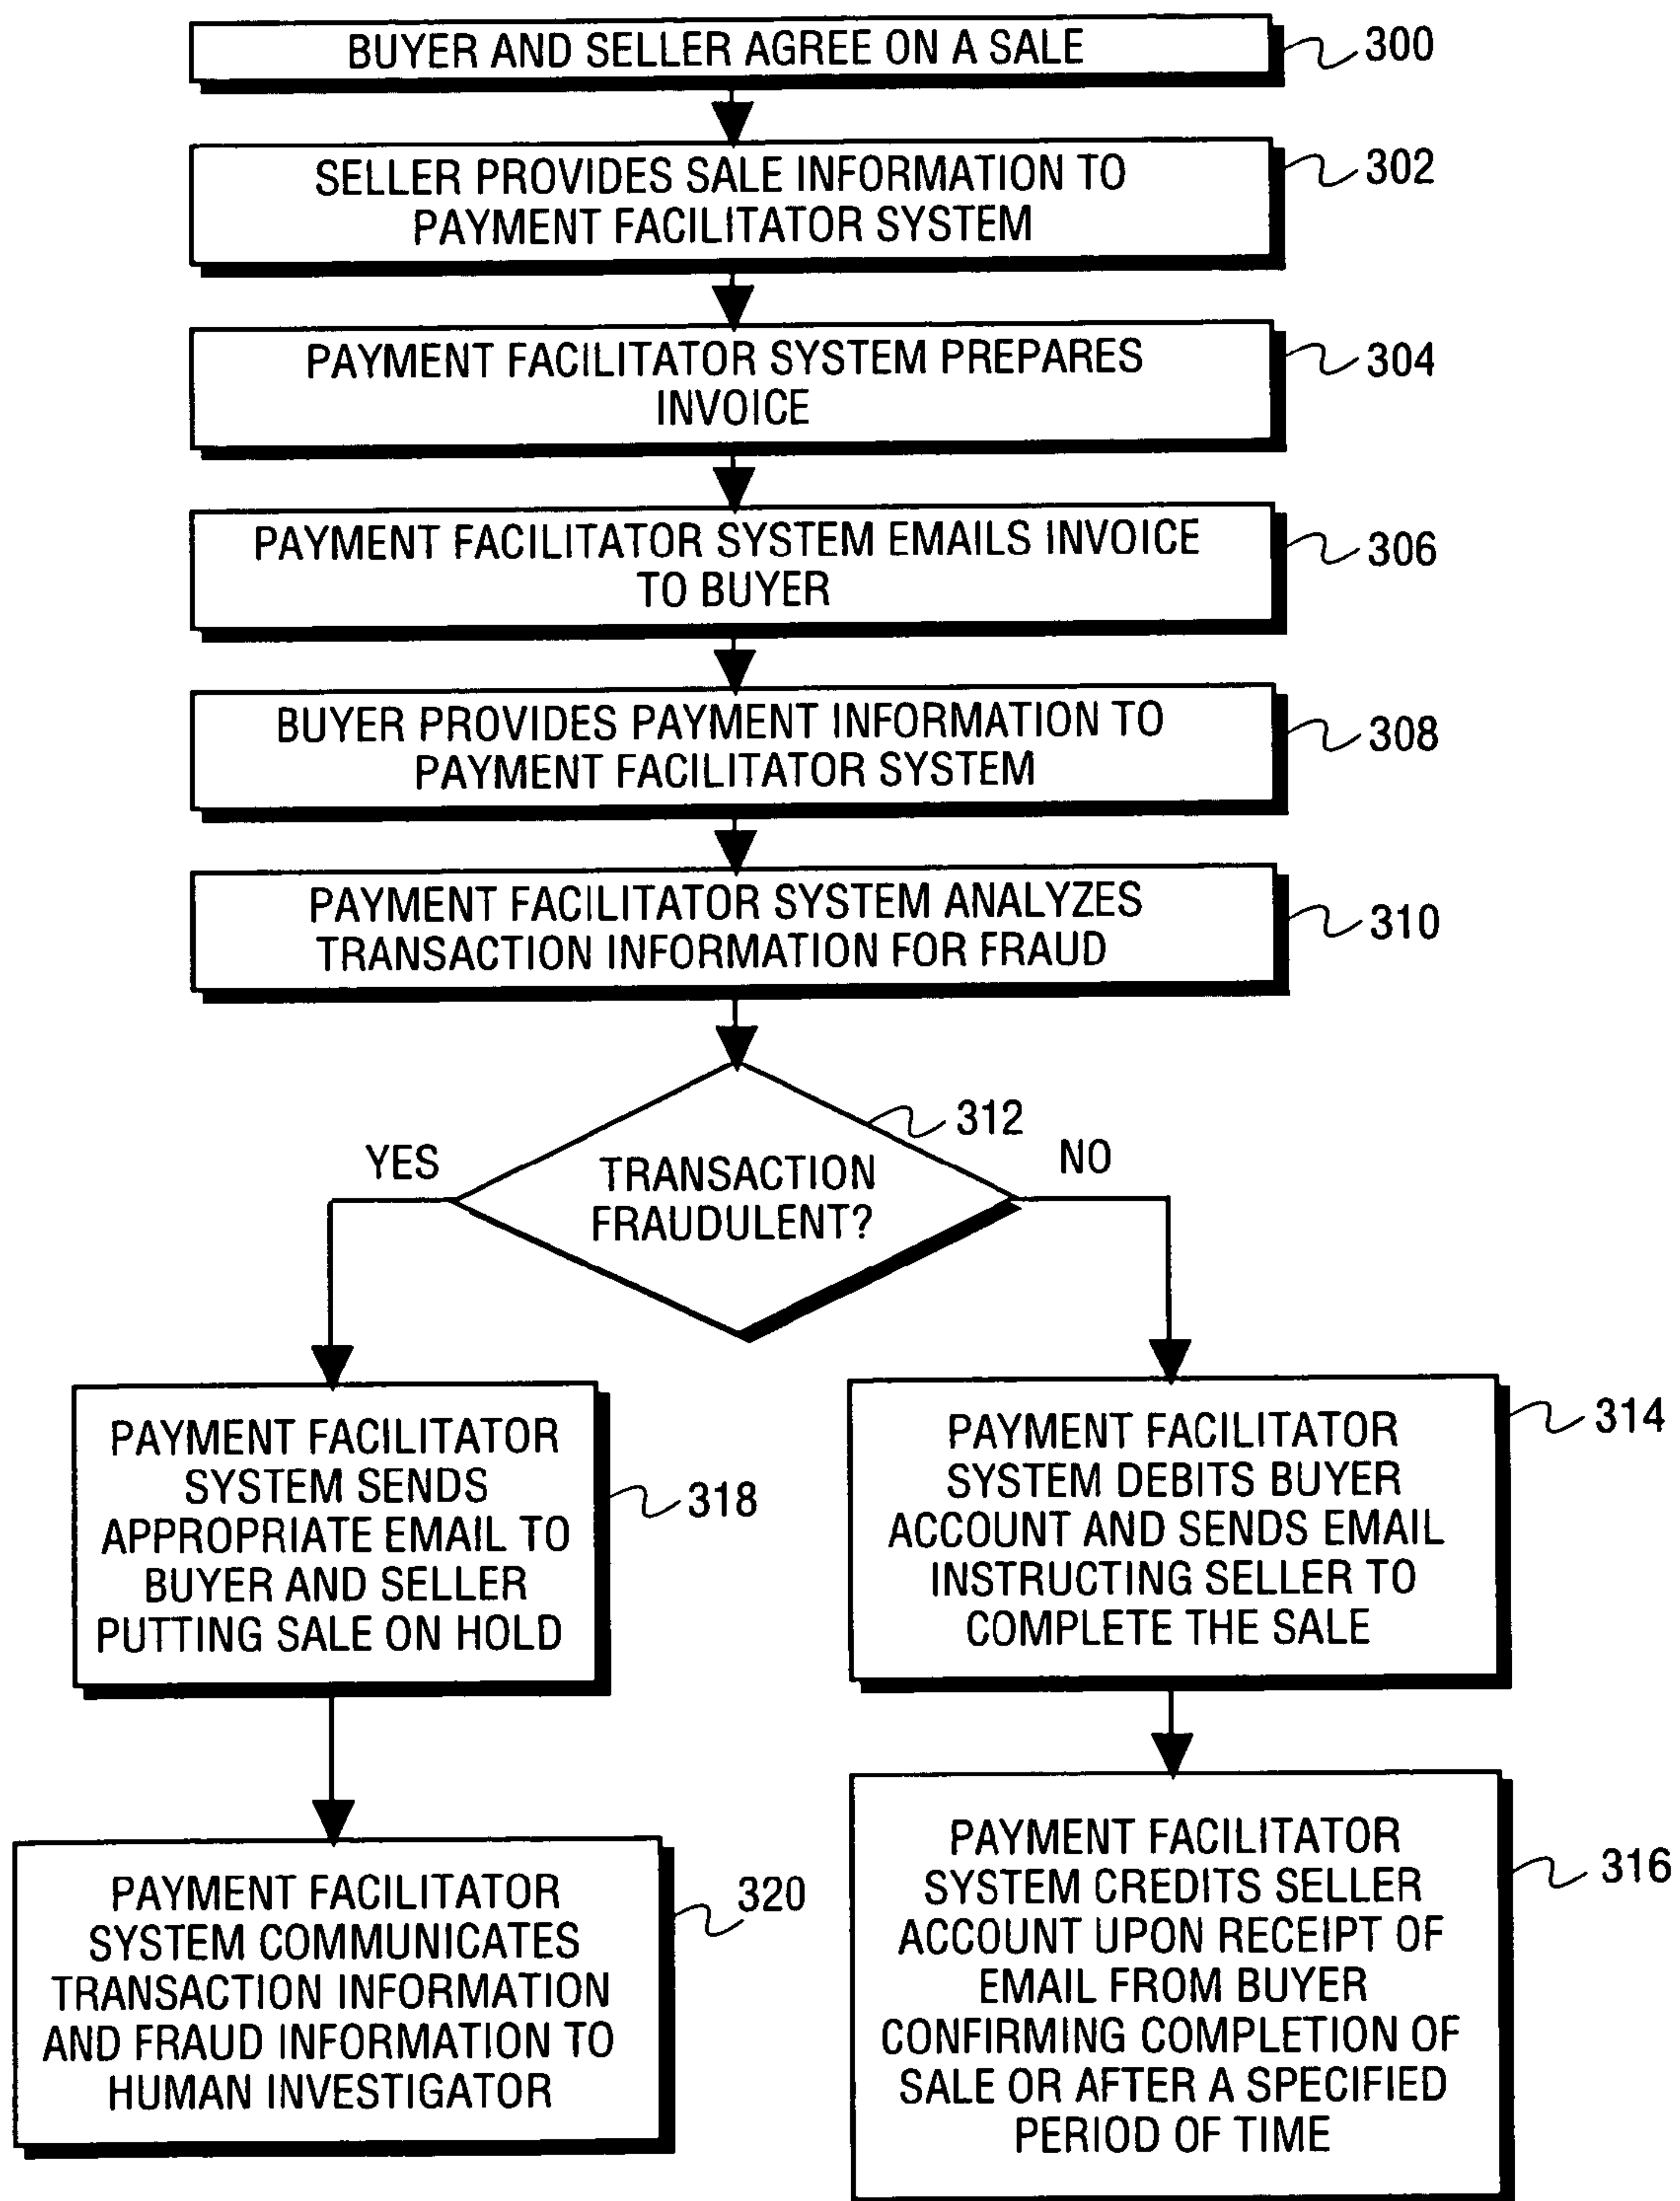 BUYER AND SELLER AGREE ON A SALE
300
SELLER PROVIDES SALE INFORMATION TO
PAYMENT FACILITATOR SYSTEM
302
PAYMENT FACILITATOR SYSTEM PREPARES
INVOICE
304
PAYMENT FACILITATOR SYSTEM EMAILS INVOICE
TO BUYER
306
BUYER PROVIDES PAYMENT INFORMATION TO
PAYMENT FACILITATOR SYSTEM
308
PAYMENT FACILITATOR SYSTEM ANALYZES
TRANSACTION INFORMATION FOR FRAUD
310
312
YES
NO
TRANSACTION
FRAUDULENT?
PAYMENT FACILITATOR
SYSTEM SENDS
APPROPRIATE EMAIL TO
BUYER AND SELLER
PUTTING SALE ON HOLD
318
PAYMENT FACILITATOR
SYSTEM DEBITS BUYER
ACCOUNT AND SENDS EMAIL
INSTRUCTING SELLER TO
COMPLETE THE SALE
314
PAYMENT FACILITATOR
SYSTEM COMMUNICATES
TRANSACTION INFORMATION
AND FRAUD INFORMATION TO
HUMAN INVESTIGATOR
320
PAYMENT FACILITATOR
SYSTEM CREDITS SELLER
ACCOUNT UPON RECEIPT OF
EMAIL FROM BUYER
CONFIRMING COMPLETION OF
SALE OR AFTER A SPECIFIED
PERIOD OF TIME
316